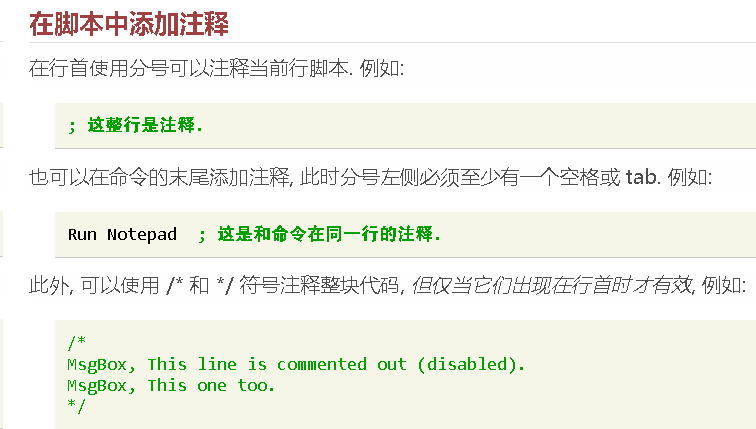 在脚本中添加注释
在行首使用分号可以注释当前行脚本. 例如:
; 这整行是注释.
也可以在命令的末尾添加注释, 此时分号左侧必须至少有一个空格或 tab. 例如:
Run Notepad  ; 这是和命令在同一行的注释.
此外, 可以使用 /* 和 */ 符号注释整块代码, 但仅当它们出现在行首时才有效, 例如:
/*
MsgBox, This line is commented out (disabled).
MsgBox, This one too.
*/